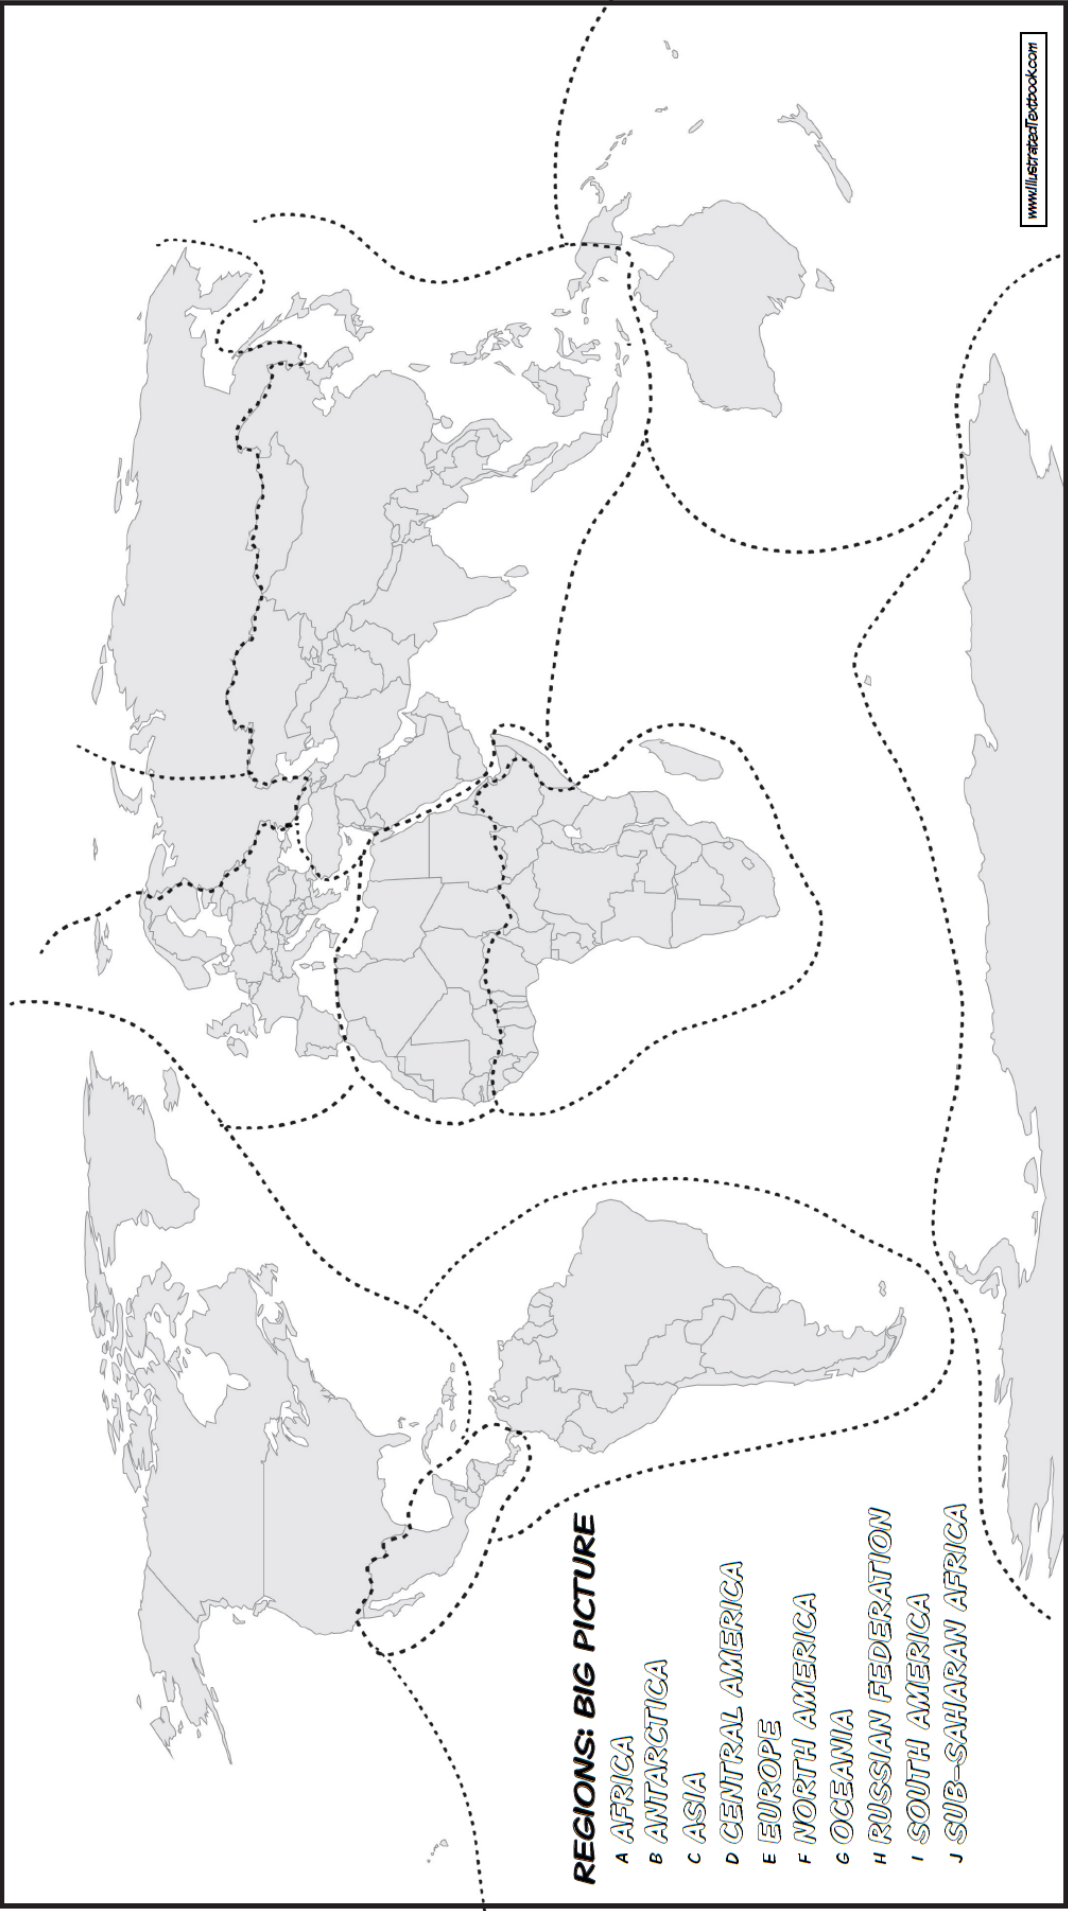 www.IllustratedTextbook.com
REGIONS: BIG PICTURE
A AFRICA
B ANTARCTICA
C ASIA
D CENTRAL AMERICA
E EUROPE
F NORTH AMERICA
G OCEANIA
H RUSSIAN FEDERATION
I SOUTH AMERICA
J SUB-SAHARAN AFRICA